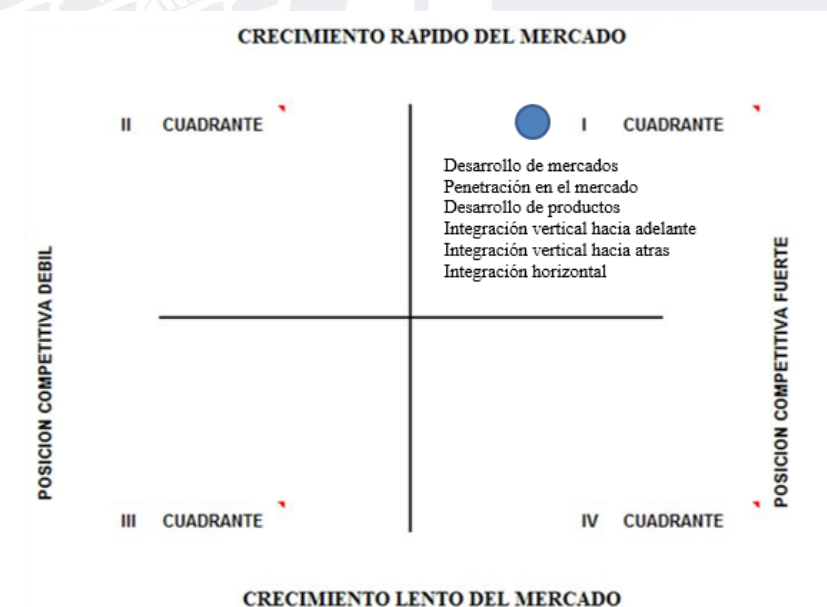 CRECIMIENTO RAPIDO DEL MERCADO
II CUADRANTE
I CUADRANTE
Desarrollo de mercados
Penetración en el mercado
Desarrollo de productos
Integración vertical hacia adelante
Integración vertical hacia atras
Integración horizontal
POSICION COMPETITIVA DEBIL
POSICION COMPETITIVA FUERTE
III CUADRANTE
IV CUADRANTE
CRECIMIENTO LENTO DEL MERCADO